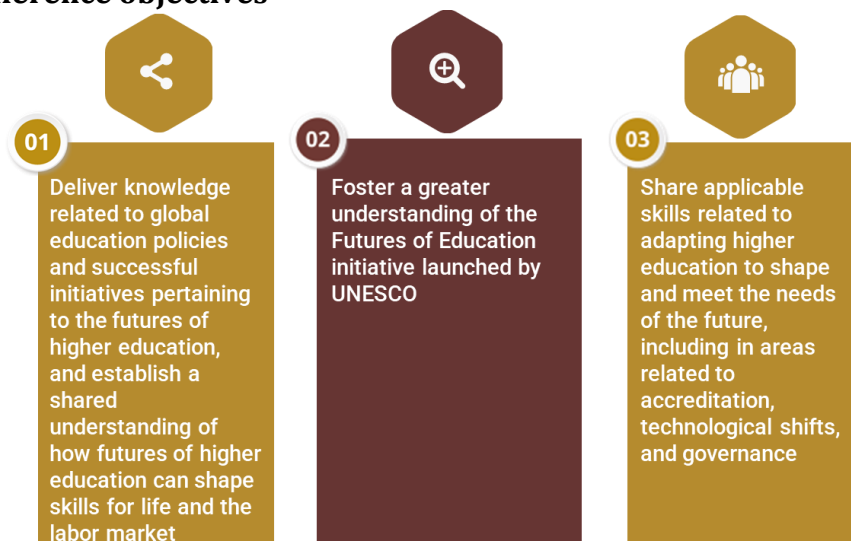 objectives
01
Deliver knowledge
related to global
education policies
and successful
initiatives pertaining
to the futures of
higher education,
and establish a
shared
understanding of
how futures of higher
education can shape
skills for life and the
labor market
02
Foster a greater
understanding of the
Futures of Education
initiative launched by
UNESCO
03
Share applicable
skills related to
adapting higher
education to shape
and meet the needs
of the future,
including in areas
related to
accreditation,
technological shifts,
and governance